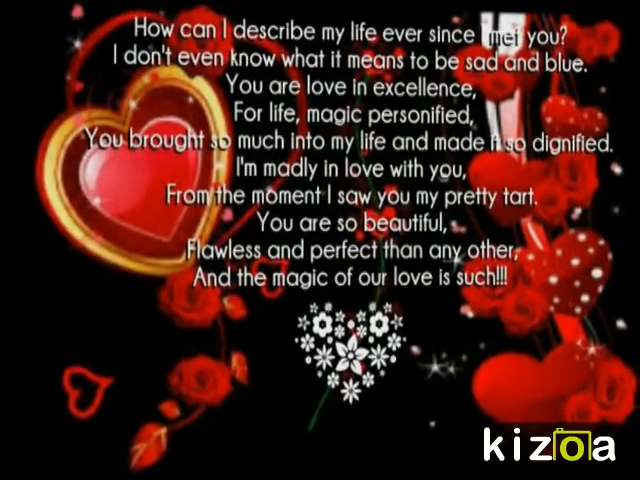 How can I describe my life ever since I met you?
I don't even know what it means to be sad and blue.
You are love in excellence,
For life, magic personified,
You brought so much into my life and made it so dignified.
I'm madly in love with you,
From the moment I saw you my pretty tart.
You are so beautiful,
Flawless and perfect than any other,
And the magic of our love is such!!!
kizoa